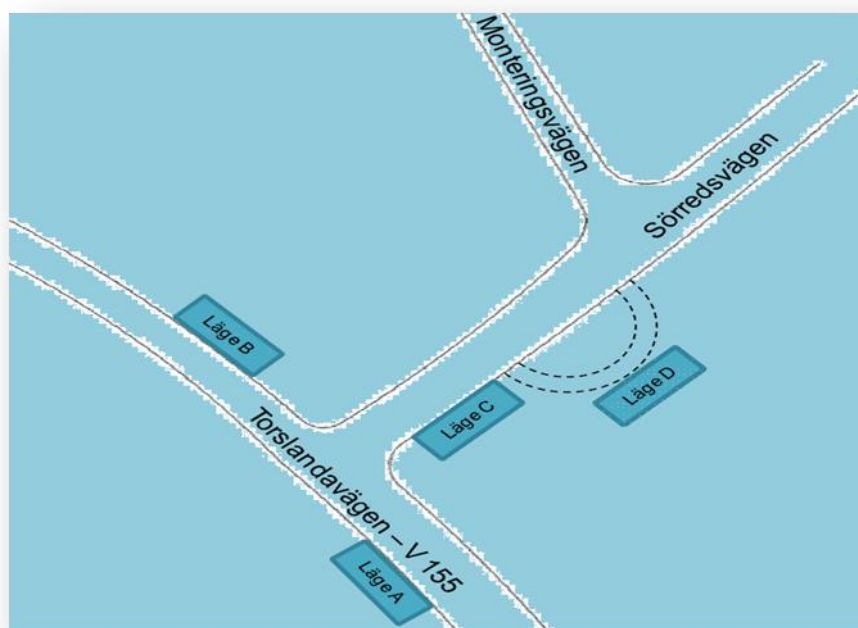 Monteringsvägen
Sörredsvägen
Läge B
Läge D
Läge C
Torslandavägen – V 155
Läge A